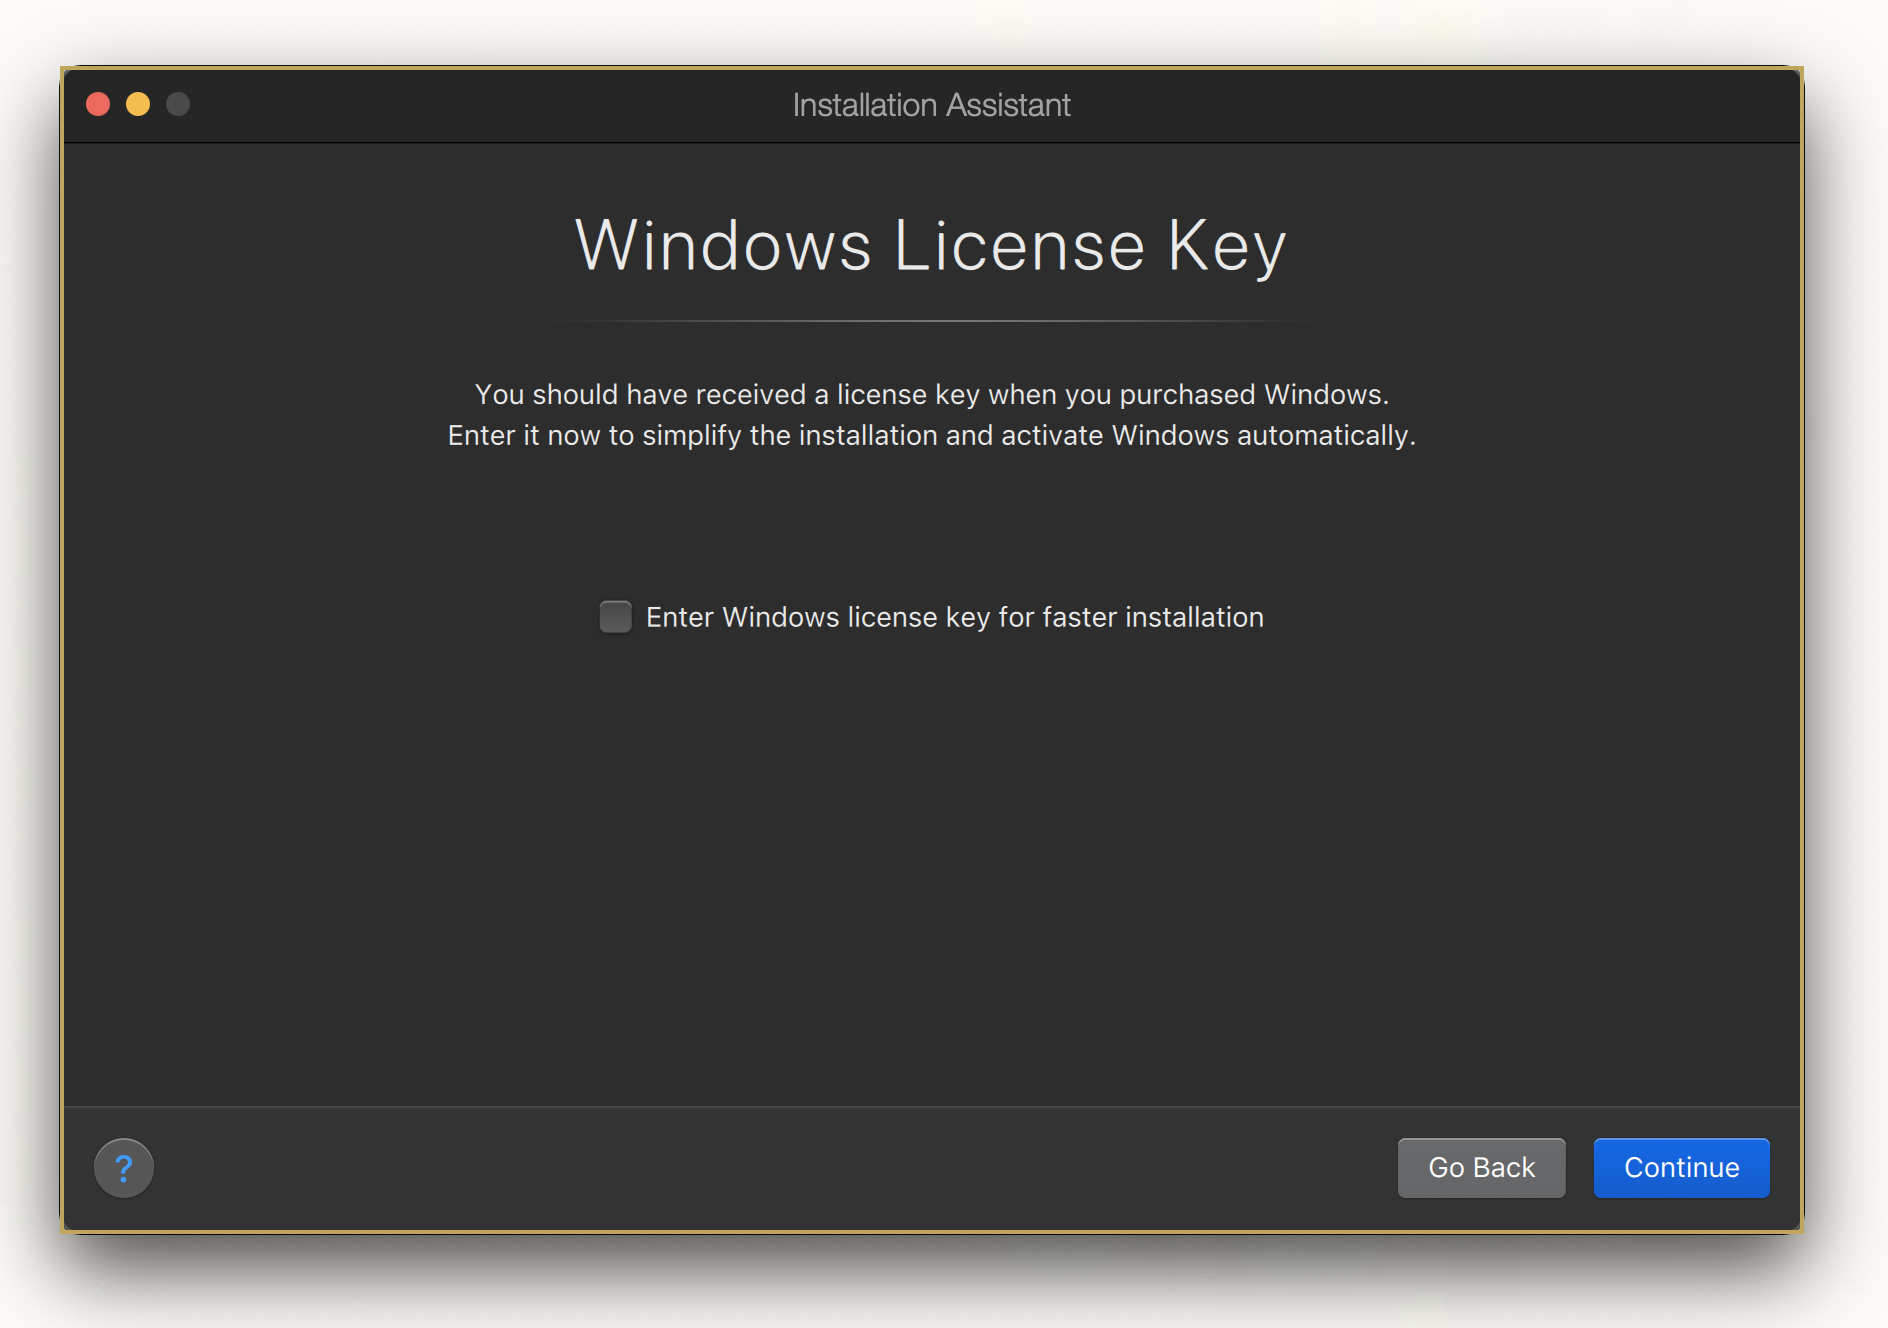 Installation Assistant
Windows License Key
You should have received a license key when you purchased Windows.
Enter it now to simplify the installation and activate Windows automatically.
Enter Windows license key for faster installation
?
Go Back
Continue